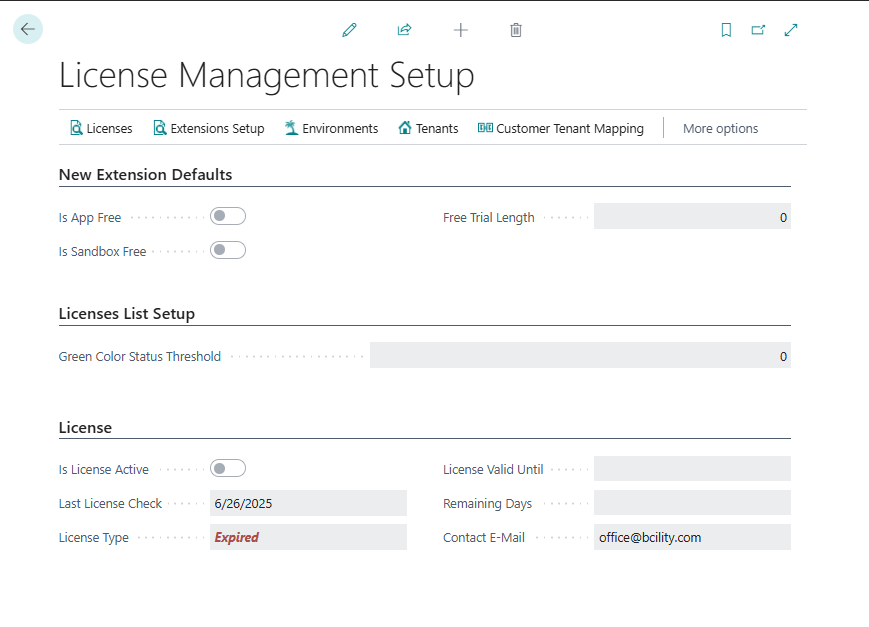 License Management Setup
Licenses Extensions Setup Environments Tenants Customer Tenant Mapping More options
New Extension Defaults
Is App Free Free Trial Length 0
Is Sandbox Free
Licenses List Setup
Green Color Status Threshold 0
License
Is License Active License Valid Until
Last License Check 6/26/2025 Remaining Days
License Type Expired Contact E-Mail office@bcility.com